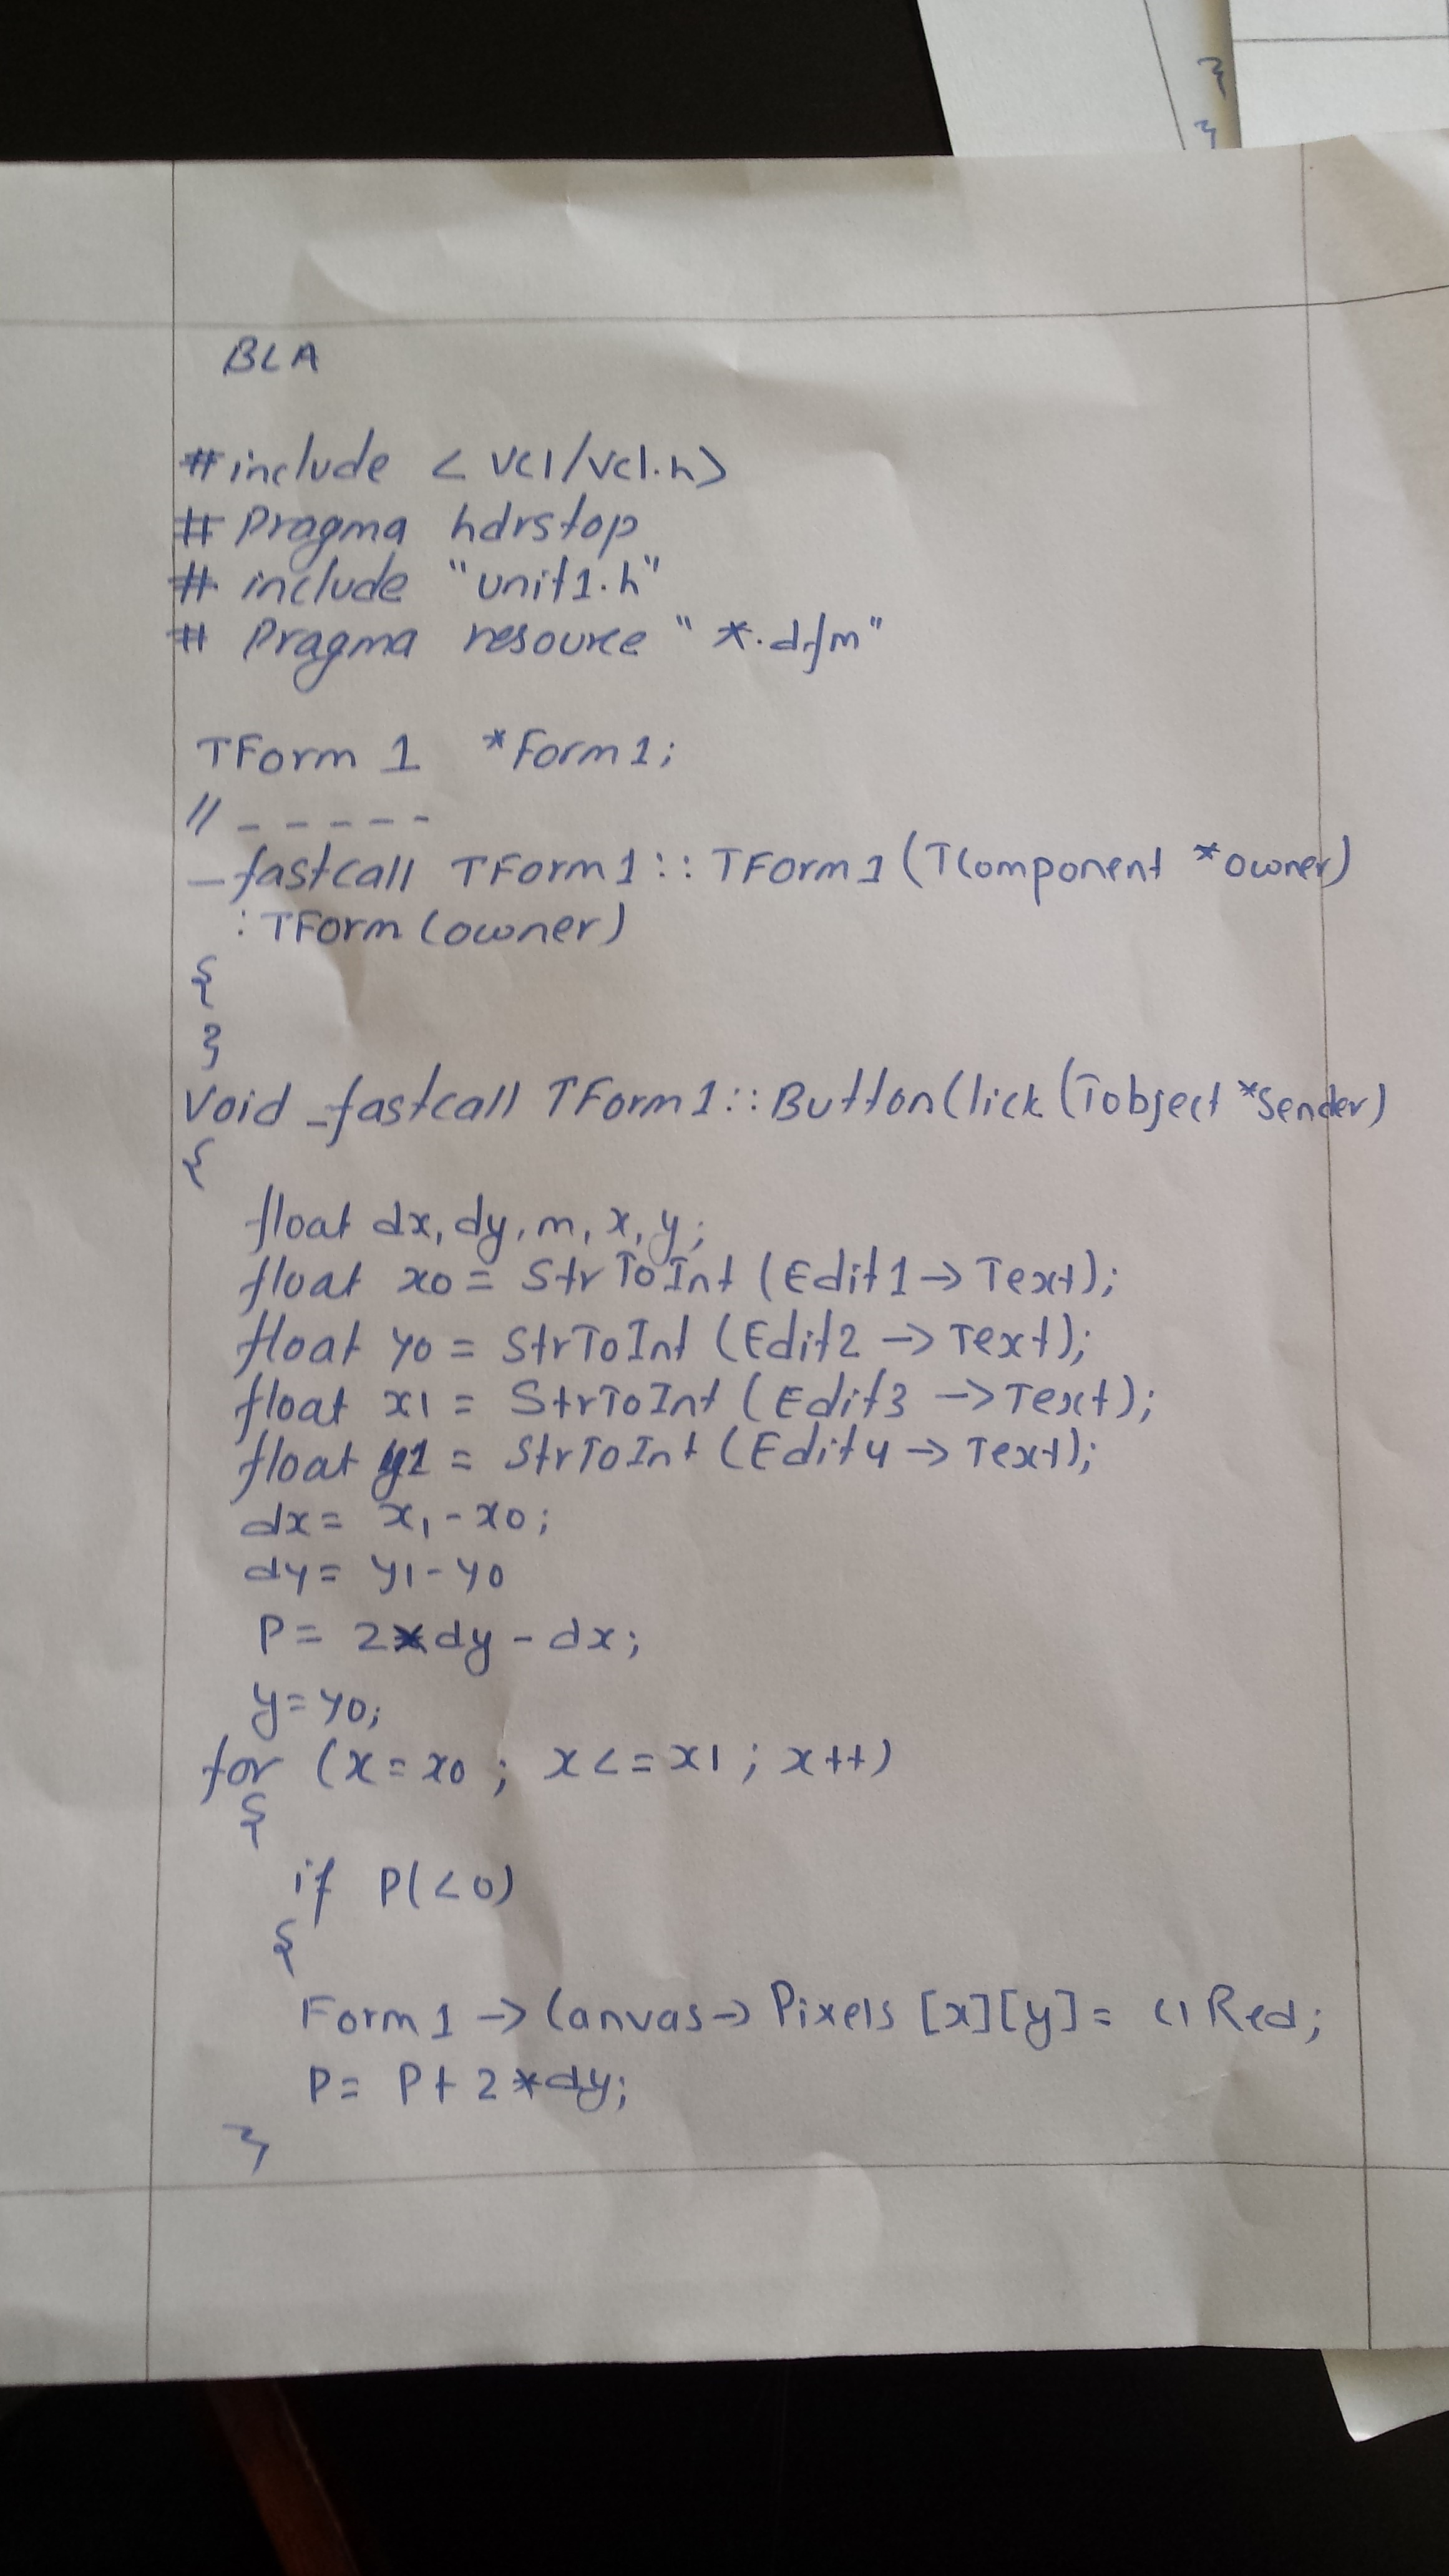 }
}
BLA
#include < vcl/vcl.h>
# Pragma hdrstop
# include "unit1.h"
# Pragma resource "*.dfm"
TForm 1 *Form1;
// - - - - -
_fastcall TForm1:: TForm1 (TComponent *owner)
: TForm (owner)
{
}
Void _fastcall TForm1:: ButtonClick (Tobject *Sender)
{
float dx, dy, m, x, y;
float x0 = StrToInt (Edit1 -> Text);
float y0 = StrToInt (Edit2 -> Text);
float x1 = StrToInt (Edit3 -> Text);
float y1 = StrToInt (Edit4 -> Text);
dx = x1 - x0;
dy = y1 - y0
P = 2*dy - dx;
y = y0;
for (x = x0 ; x <= x1 ; x++)
{
if P(<0)
{
Form1 -> Canvas -> Pixels [x][y] = clRed;
P = P + 2*dy;
}